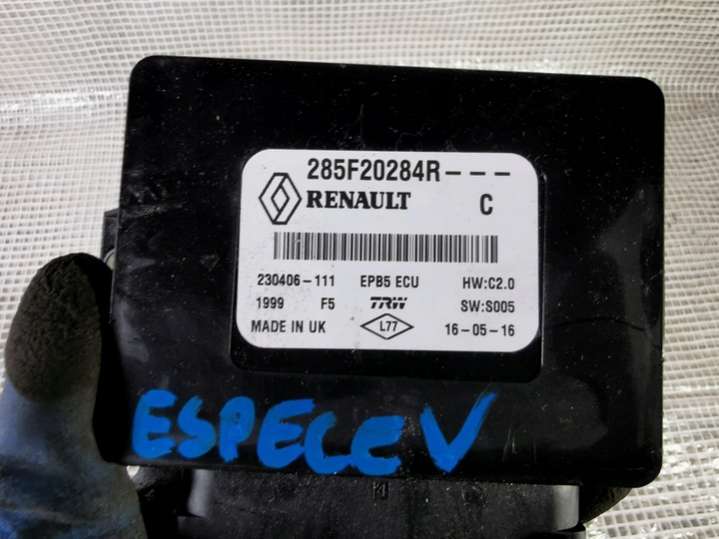 285F20284R---
RENAULT C
230406-111 EPB5 ECU HW:C2.0
1999 F5 TRW SW:S005
MADE IN UK L77 16-05-16
ESPECE V